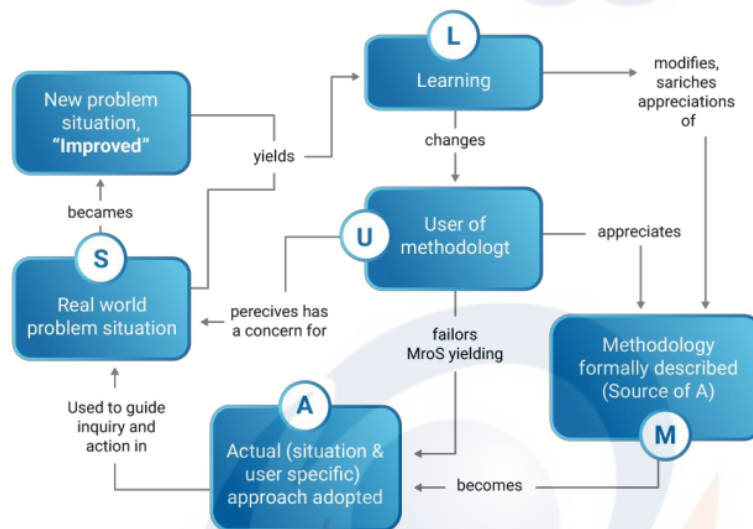 L
Learning
modifies,
sariches
appreciations
of
New problem
situation,
"Improved"
yields
changes
becames
U
User of
methodologt
appreciates
S
Real world
problem situation
perecives has
a concern for
failors
MroS yielding
Methodology
formally described
(Source of A)
M
Used to guide
inquiry and
action in
A
Actual (situation &
user specific)
approach adopted
becomes